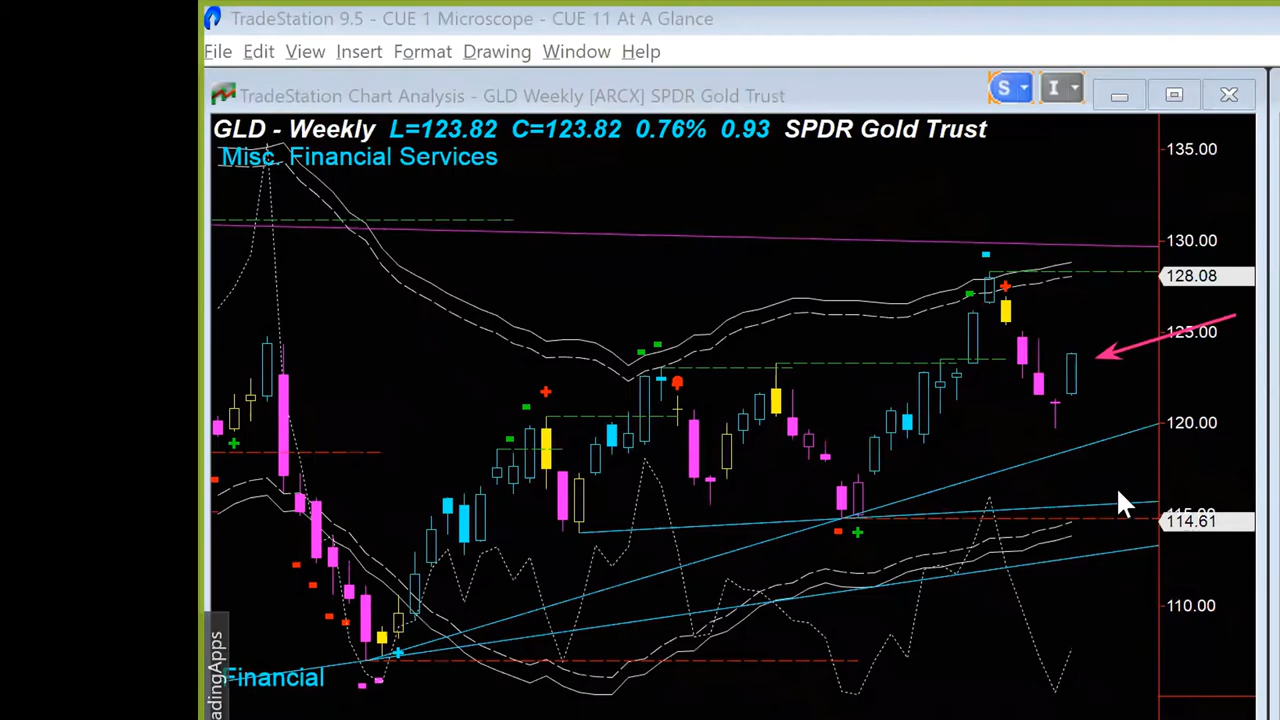 TradeStation 9.5 - CUE 1 Microscope - CUE 11 At A Glance
File Edit View Insert Format Drawing Window Help
TradeStation Chart Analysis - GLD Weekly [ARCX] SPDR Gold Trust
S I
GLD - Weekly L=123.82 C=123.82 0.76% 0.93 SPDR Gold Trust
Misc. Financial Services
135.00
130.00
128.08
125.00
120.00
115.00
114.61
110.00
Financial
adingApps